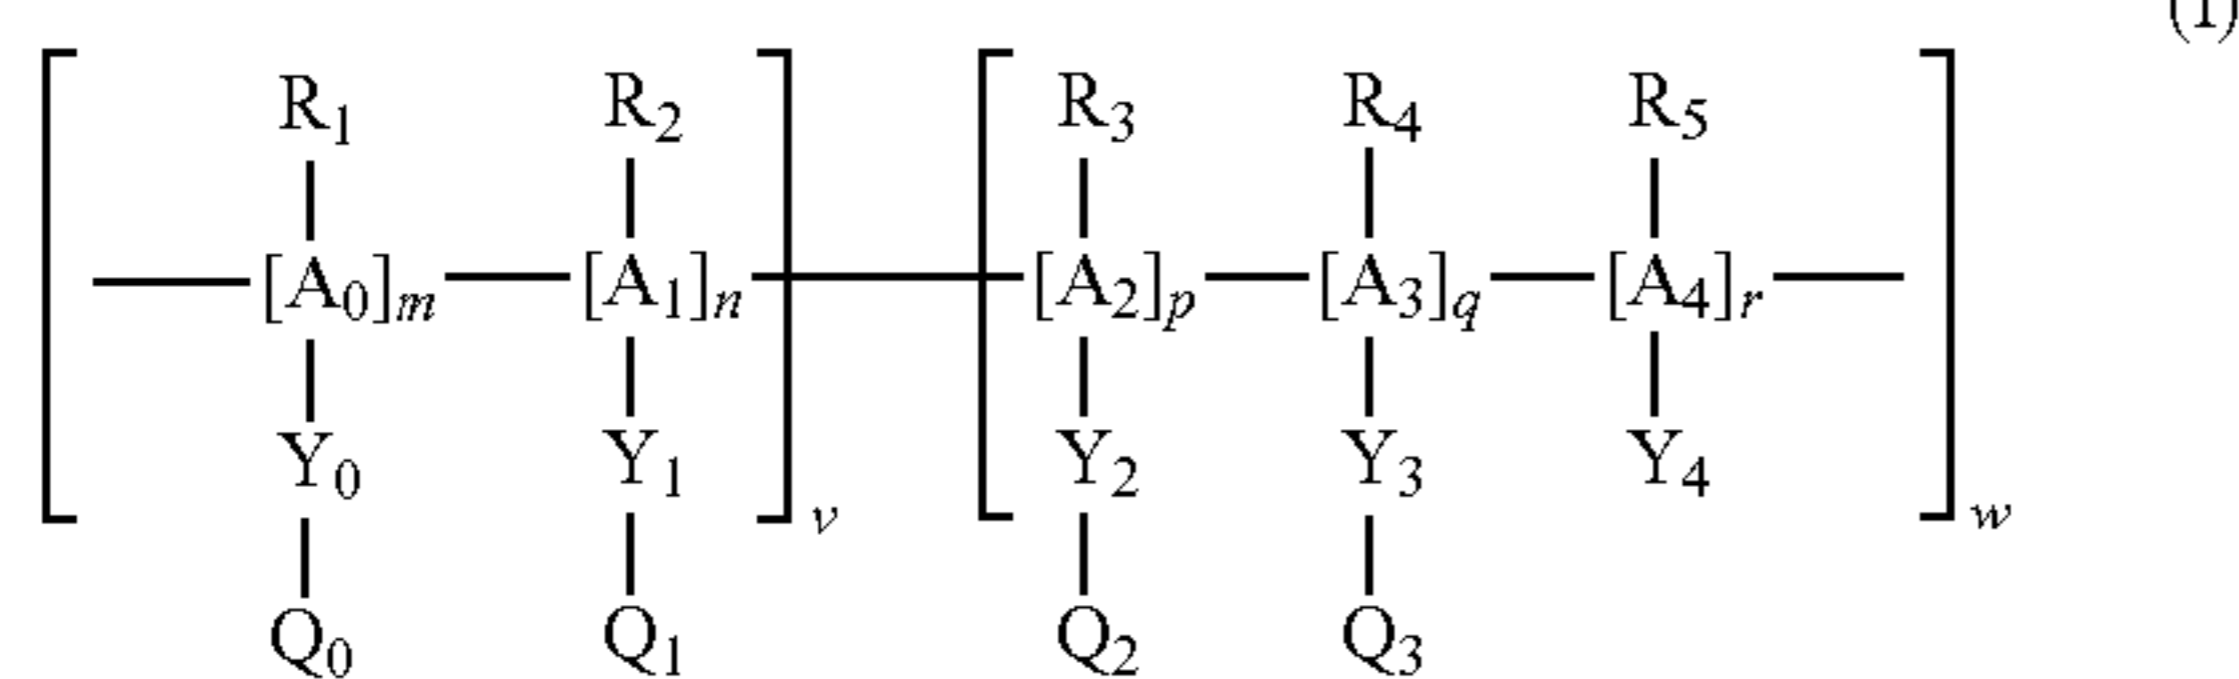 (1)
R1 R2 R3 R4 R5
[A0]m [A1]n [A2]p [A3]q [A4]r
Y0 Y1 Y2 Y3 Y4
v w
Q0 Q1 Q2 Q3